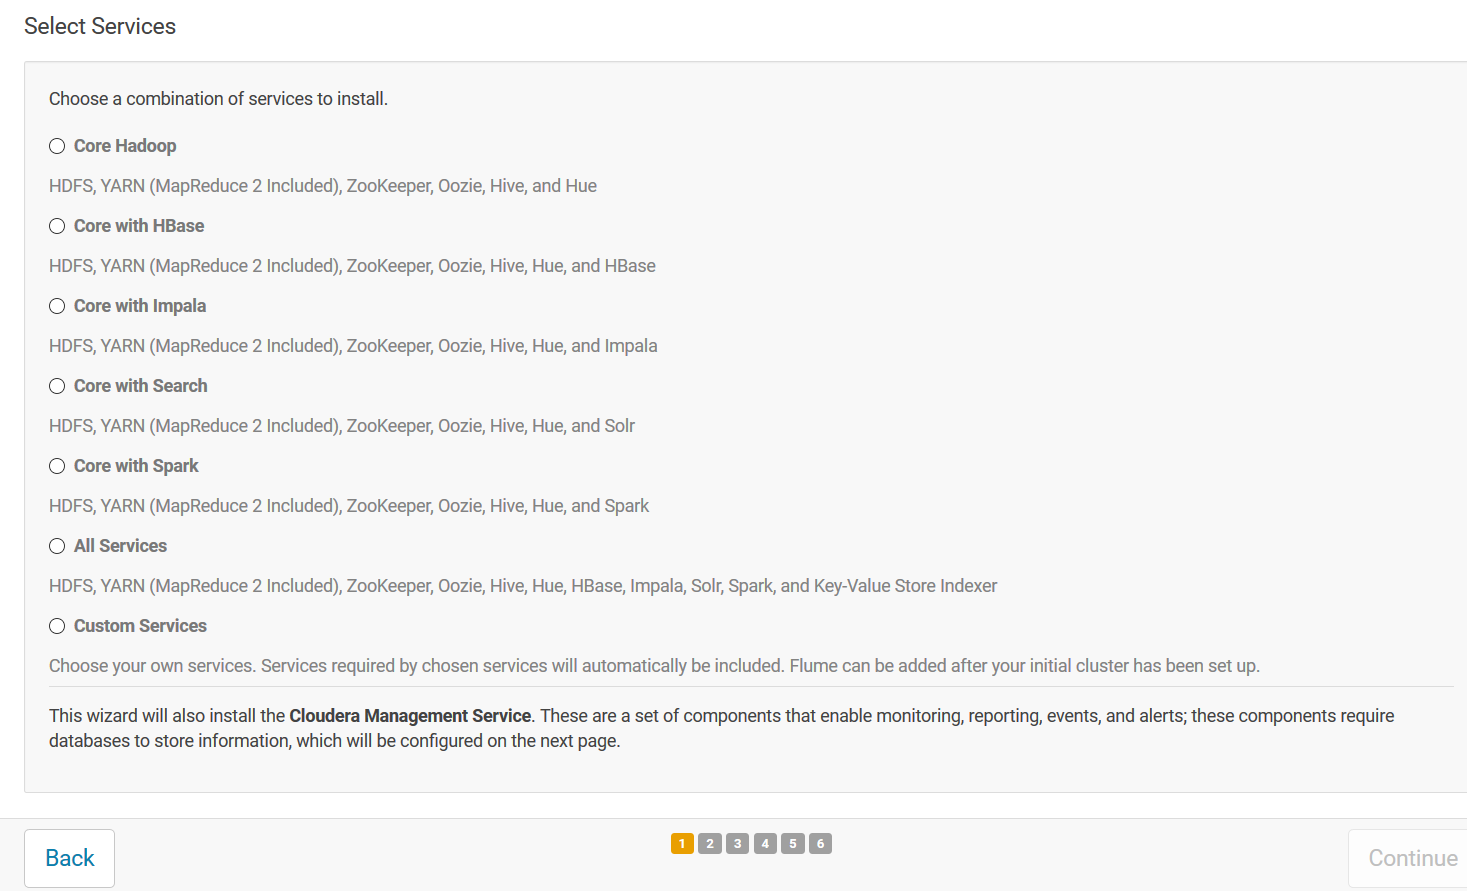 Select Services
Choose a combination of services to install.
Core Hadoop
HDFS, YARN (MapReduce 2 Included), ZooKeeper, Oozie, Hive, and Hue
Core with HBase
HDFS, YARN (MapReduce 2 Included), ZooKeeper, Oozie, Hive, Hue, and HBase
Core with Impala
HDFS, YARN (MapReduce 2 Included), ZooKeeper, Oozie, Hive, Hue, and Impala
Core with Search
HDFS, YARN (MapReduce 2 Included), ZooKeeper, Oozie, Hive, Hue, and Solr
Core with Spark
HDFS, YARN (MapReduce 2 Included), ZooKeeper, Oozie, Hive, Hue, and Spark
All Services
HDFS, YARN (MapReduce 2 Included), ZooKeeper, Oozie, Hive, Hue, HBase, Impala, Solr, Spark, and Key-Value Store Indexer
Custom Services
Choose your own services. Services required by chosen services will automatically be included. Flume can be added after your initial cluster has been set up.
This wizard will also install the Cloudera Management Service. These are a set of components that enable monitoring, reporting, events, and alerts; these components require
databases to store information, which will be configured on the next page.
Back
1 2 3 4 5 6
Continue